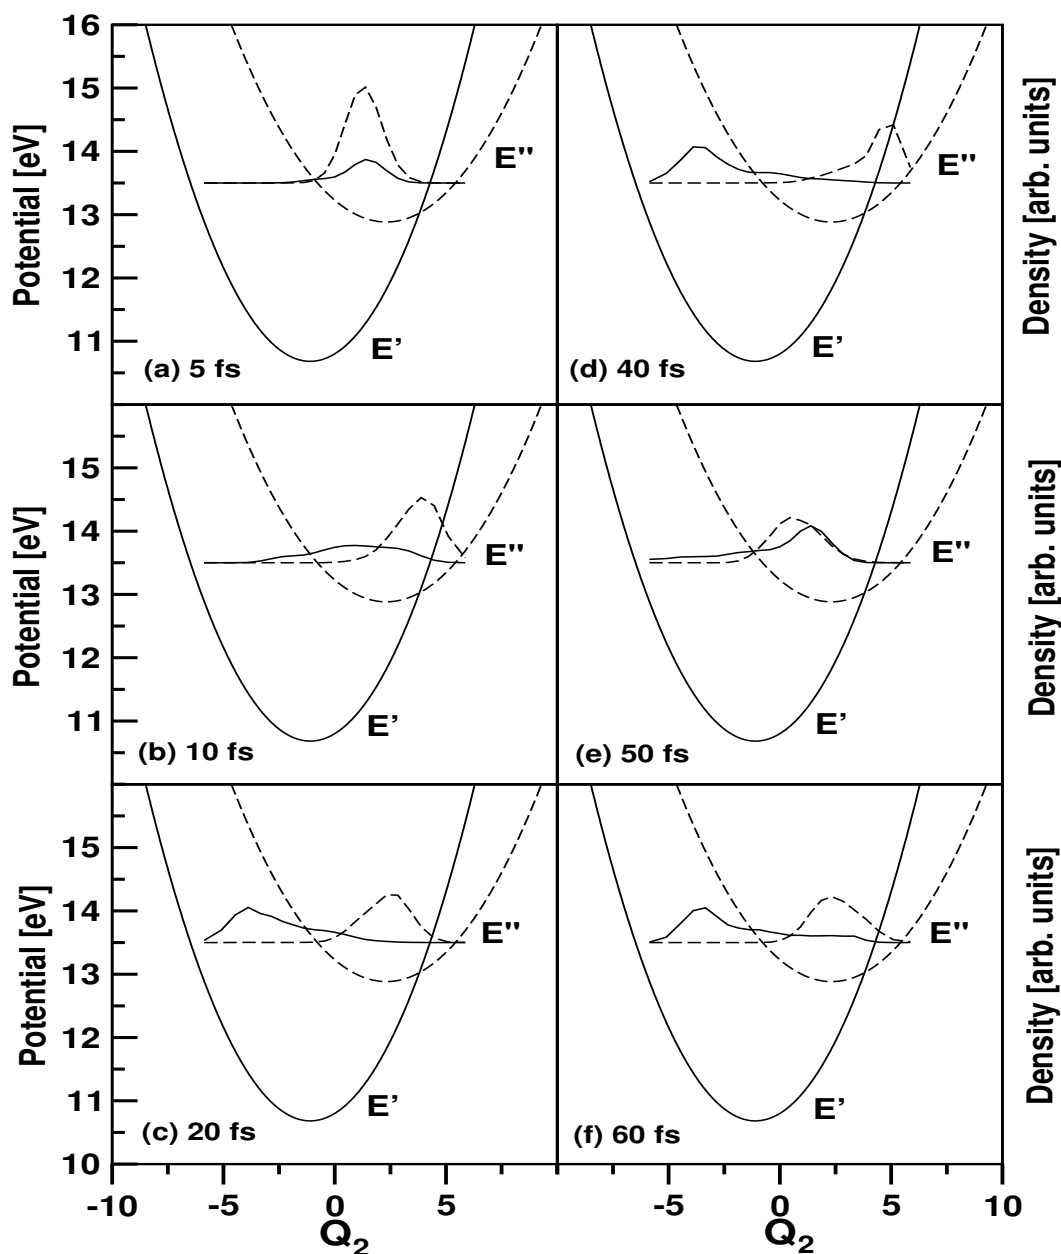 16
15
14
13
12
11
Potential [eV]
E"
E'
(a) 5 fs
E"
E'
(d) 40 fs
Density [arb. units]
15
14
13
12
11
Potential [eV]
E"
E'
(b) 10 fs
E"
E'
(e) 50 fs
Density [arb. units]
15
14
13
12
11
10
Potential [eV]
E"
E'
(c) 20 fs
E"
E'
(f) 60 fs
Density [arb. units]
-10 -5 0 5 -5 0 5 10
Q2 Q2